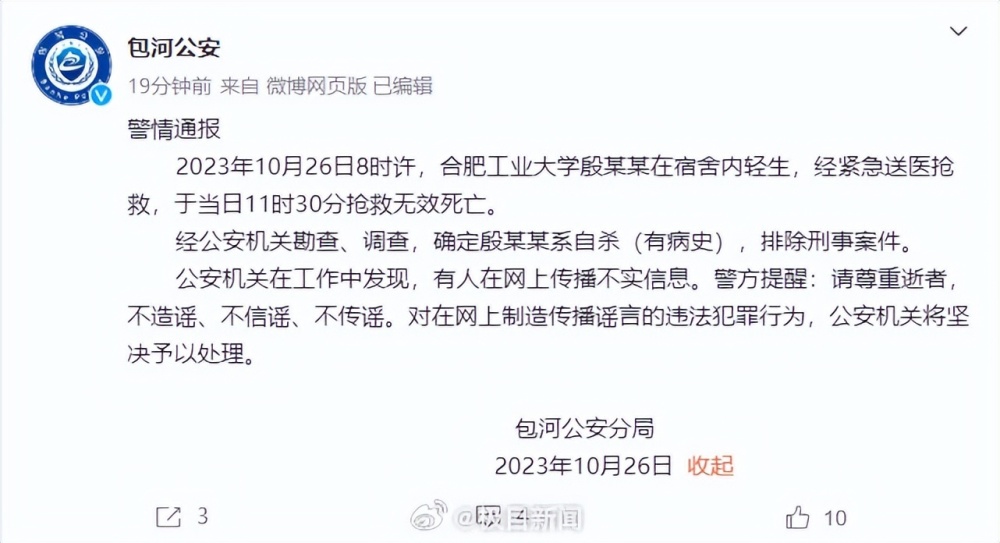 包河公安
19分钟前 来自 微博网页版 已编辑
警情通报
2023年10月26日8时许，合肥工业大学殷某某在宿舍内轻生，经紧急送医抢
救，于当日11时30分抢救无效死亡。
经公安机关勘查、调查，确定殷某某系自杀（有病史），排除刑事案件。
公安机关在工作中发现，有人在网上传播不实信息。警方提醒：请尊重逝者，
不造谣、不信谣、不传谣。对在网上制造传播谣言的违法犯罪行为，公安机关将坚
决予以处理。
包河公安分局
2023年10月26日 收起
3
4
10
@极目新闻